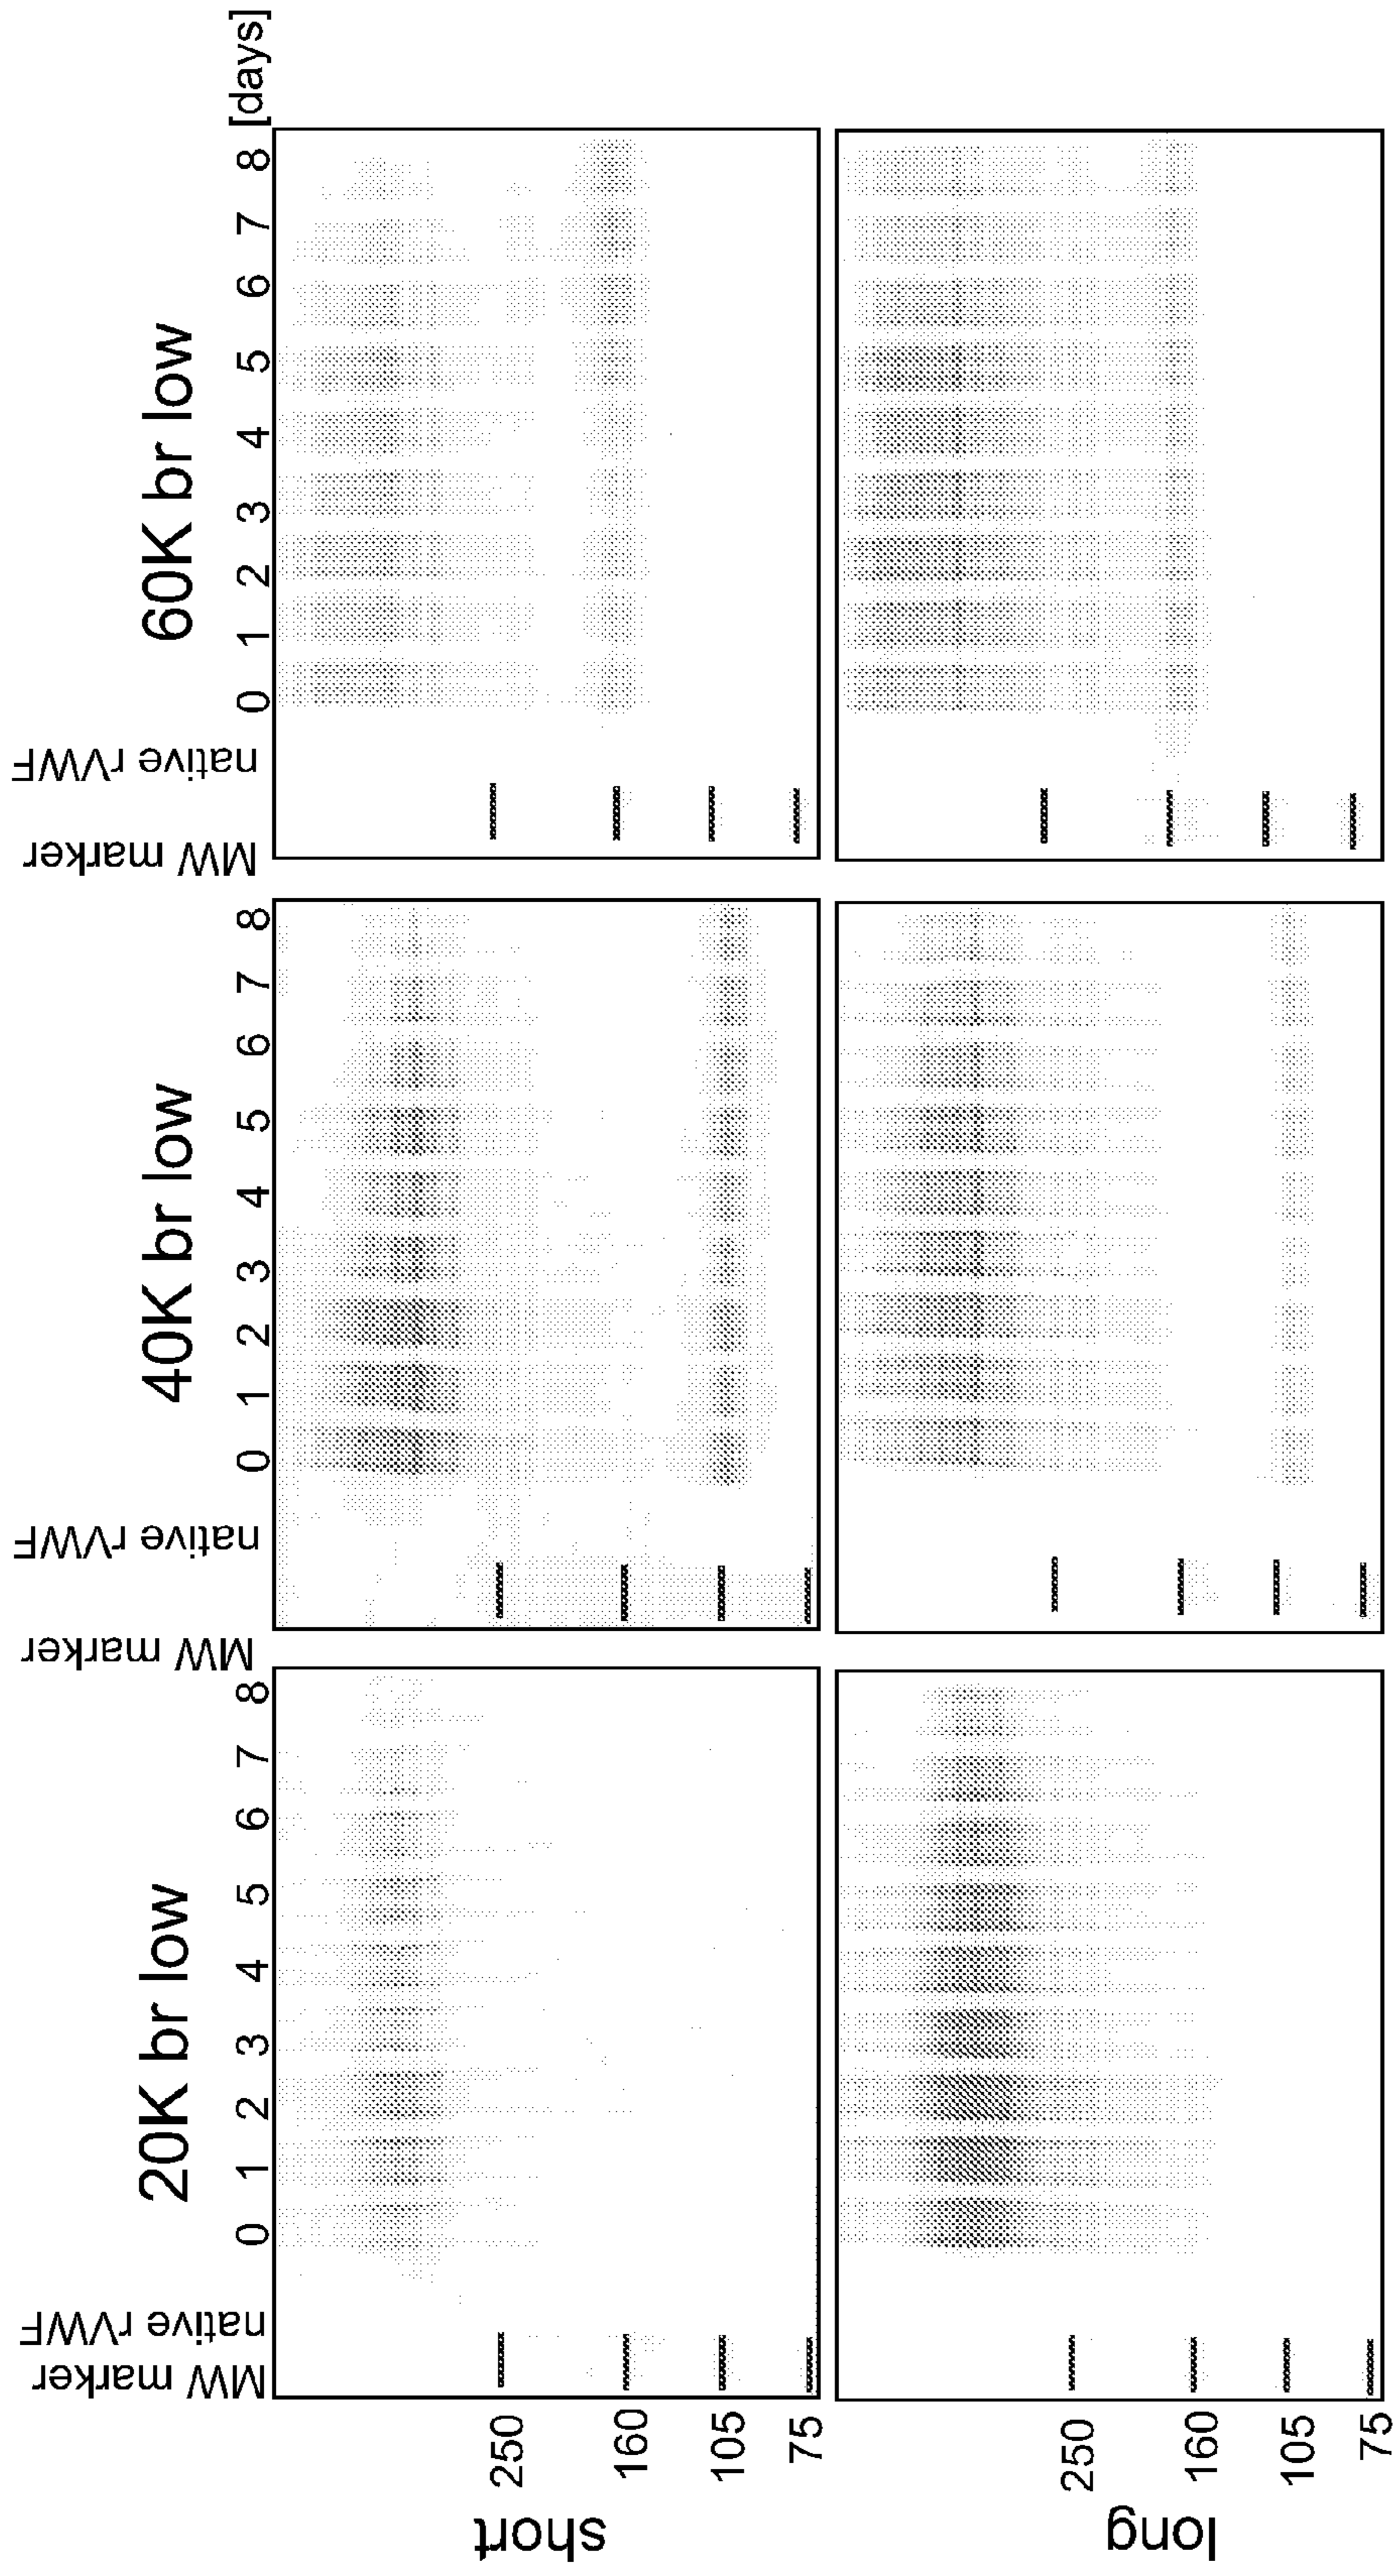 20K br low
40K br low
60K br low
MW marker
native rVWF
0 1 2 3 4 5 6 7 8
MW marker
native rVWF
0 1 2 3 4 5 6 7 8
MW marker
native rVWF
0 1 2 3 4 5 6 7 8 [days]
short
250
160
105
75
long
250
160
105
75